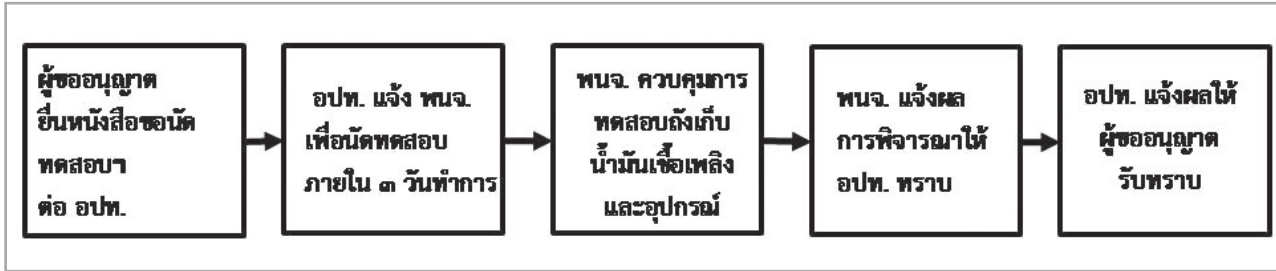 ผู้ขออนุญาต
ยื่นหนังสือขอนัด
ทดสอบฯ
ต่อ อปท.
อปท. แจ้ง พนจ.
เพื่อนัดทดสอบ
ภายใน ๓ วันทำการ
พนจ. ควบคุมการ
ทดสอบถังเก็บ
น้ำมันเชื้อเพลิง
และอุปกรณ์
พนจ. แจ้งผล
การพิจารณาให้
อปท. ทราบ
อปท. แจ้งผลให้
ผู้ขออนุญาต
รับทราบ